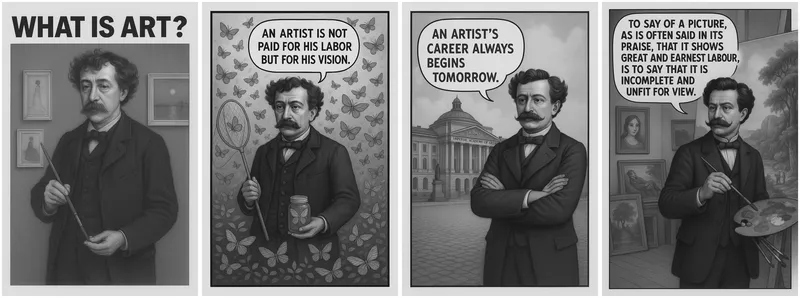 WHAT IS ART?
AN ARTIST IS NOT
PAID FOR HIS LABOR
BUT FOR HIS VISION.
AN ARTIST'S
CAREER ALWAYS
BEGINS
TOMORROW.
TO SAY OF A PICTURE,
AS IS OFTEN SAID IN ITS
PRAISE, THAT IT SHOWS
GREAT AND EARNEST LABOUR,
IS TO SAY THAT IT IS
INCOMPLETE AND
UNFIT FOR VIEW.